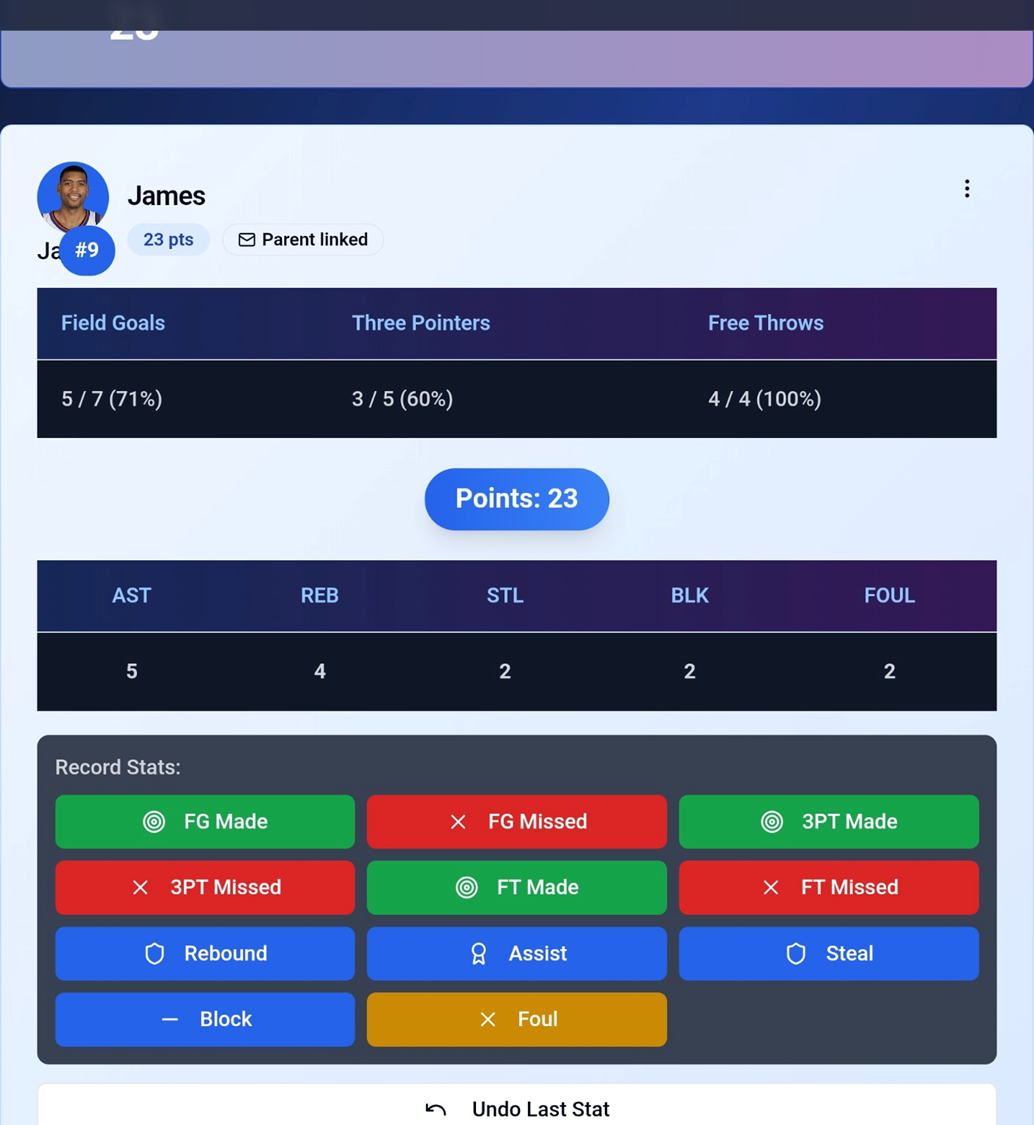 23
James
23 pts Parent linked
Ja #9
Field Goals Three Pointers Free Throws
5 / 7 (71%) 3 / 5 (60%) 4 / 4 (100%)
Points: 23
AST REB STL BLK FOUL
5 4 2 2 2
Record Stats:
FG Made FG Missed 3PT Made
3PT Missed FT Made FT Missed
Rebound Assist Steal
Block Foul
Undo Last Stat